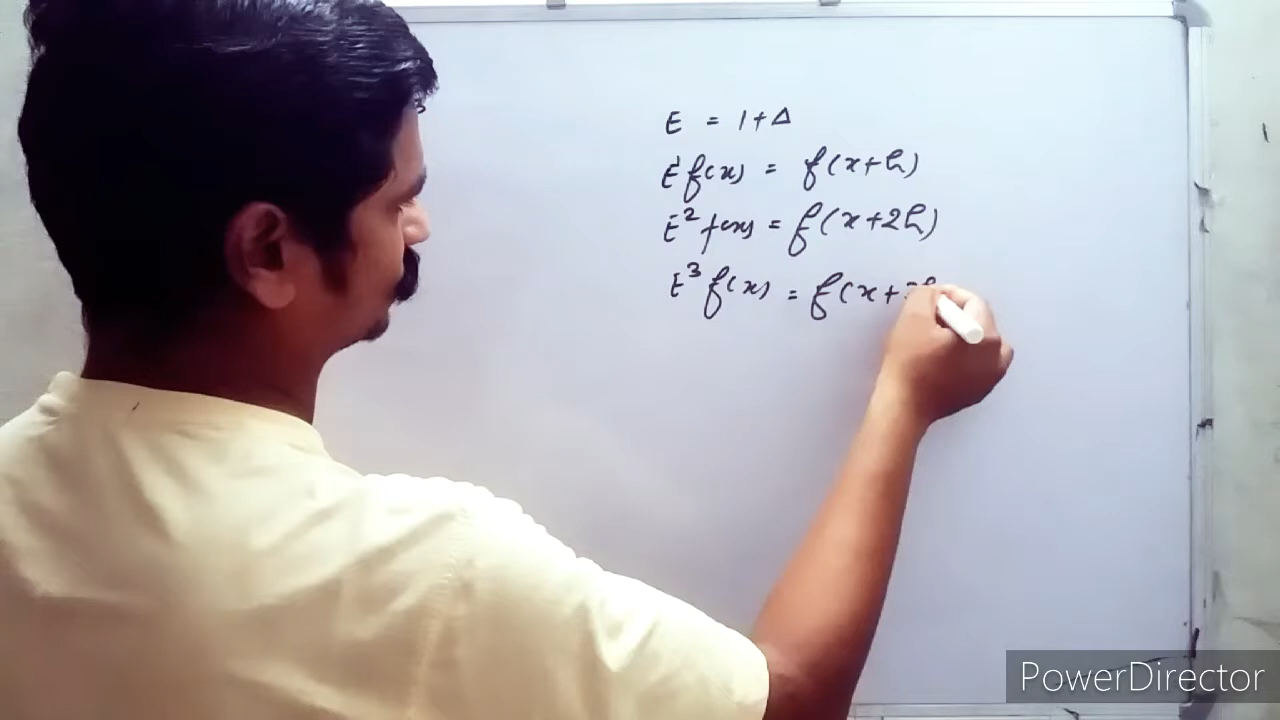 E = 1+Δ
E f(x) = f(x+h)
E² f(x) = f(x+2h)
E³ f(x) = f(x+3h
PowerDirector